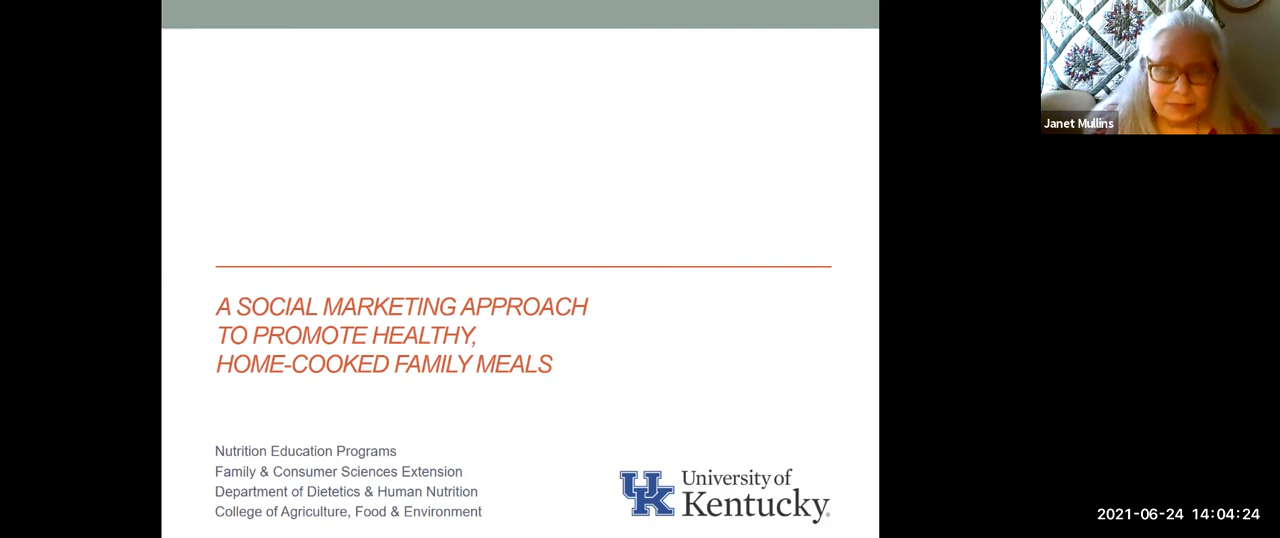 Janet Mullins
A SOCIAL MARKETING APPROACH
TO PROMOTE HEALTHY,
HOME-COOKED FAMILY MEALS
Nutrition Education Programs
Family & Consumer Sciences Extension
Department of Dietetics & Human Nutrition
College of Agriculture, Food & Environment
UK
University of
Kentucky®
2021-06-24 14:04:24